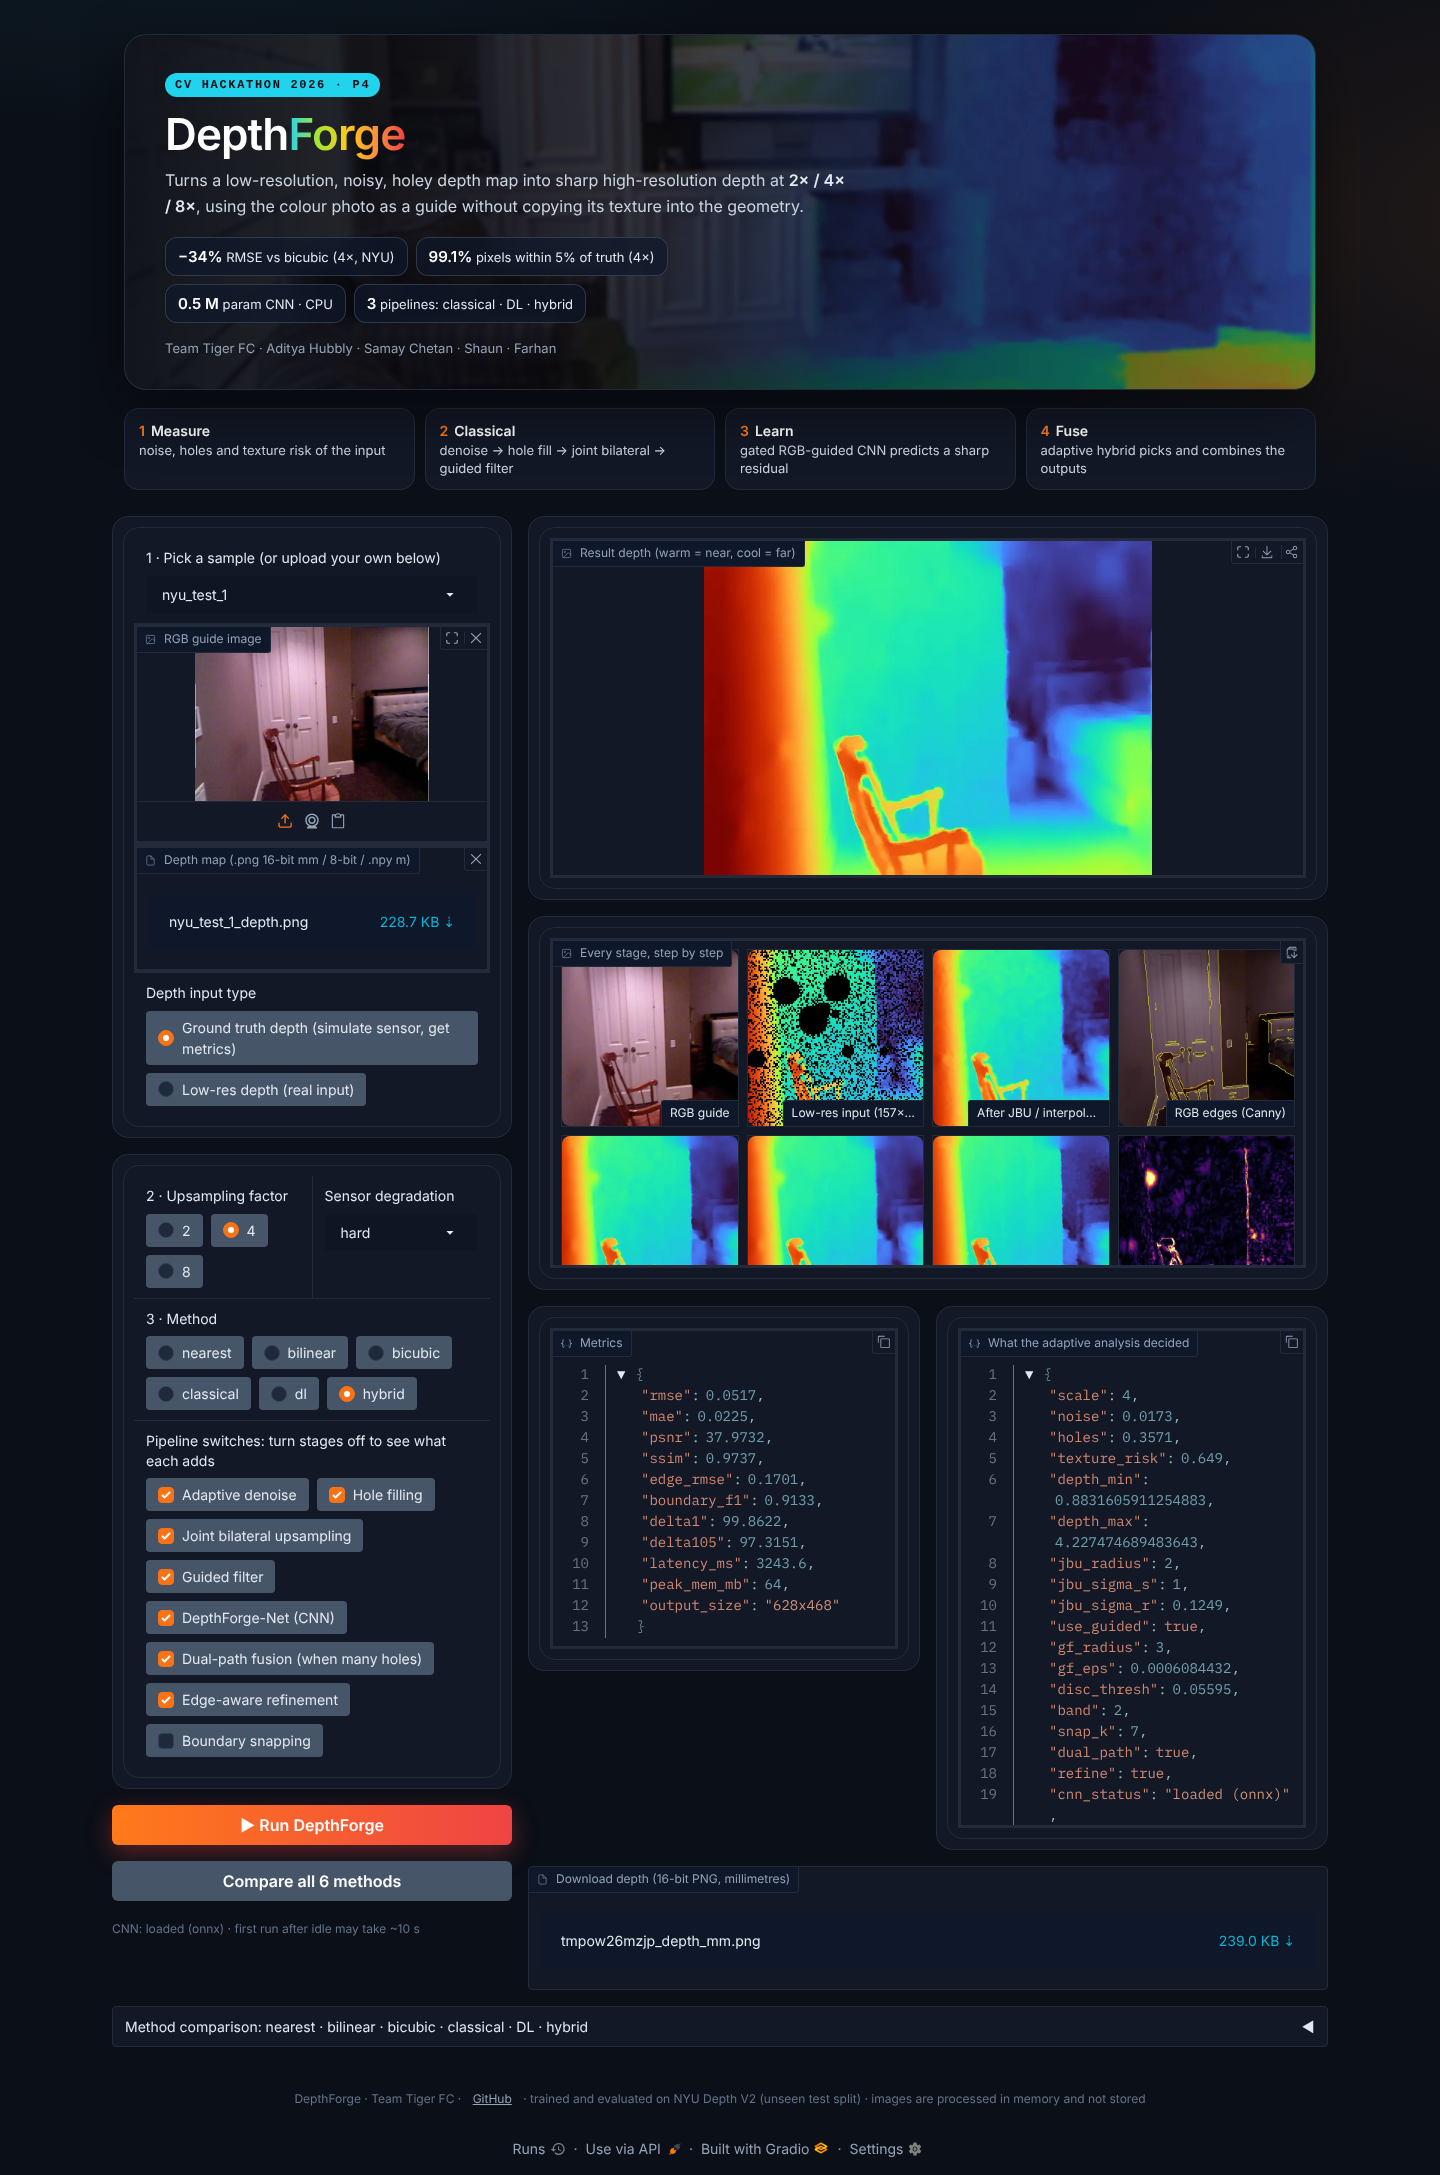 CV HACKATHON 2026 · P4
DepthForge
Turns a low-resolution, noisy, holey depth map into sharp high-resolution depth at 2× / 4×
/ 8×, using the colour photo as a guide without copying its texture into the geometry.
−34% RMSE vs bicubic (4×, NYU)
99.1% pixels within 5% of truth (4×)
0.5 M param CNN · CPU
3 pipelines: classical · DL · hybrid
Team Tiger FC · Aditya Hubbly · Samay Chetan · Shaun · Farhan
1 Measure
noise, holes and texture risk of the input
2 Classical
denoise → hole fill → joint bilateral →
guided filter
3 Learn
gated RGB-guided CNN predicts a sharp
residual
4 Fuse
adaptive hybrid picks and combines the
outputs
1 · Pick a sample (or upload your own below)
nyu_test_1
RGB guide image
Depth map (.png 16-bit mm / 8-bit / .npy m)
nyu_test_1_depth.png
228.7 KB ↓
Depth input type
Ground truth depth (simulate sensor, get
metrics)
Low-res depth (real input)
2 · Upsampling factor
2
4
8
Sensor degradation
hard
3 · Method
nearest
bilinear
bicubic
classical
dl
hybrid
Pipeline switches: turn stages off to see what
each adds
Adaptive denoise
Hole filling
Joint bilateral upsampling
Guided filter
DepthForge-Net (CNN)
Dual-path fusion (when many holes)
Edge-aware refinement
Boundary snapping
▶ Run DepthForge
Compare all 6 methods
CNN: loaded (onnx) · first run after idle may take ~10 s
Result depth (warm = near, cool = far)
Every stage, step by step
RGB guide
Low-res input (157×...
After JBU / interpol...
RGB edges (Canny)
Metrics
1 ▼ {
2 "rmse": 0.0517,
3 "mae": 0.0225,
4 "psnr": 37.9732,
5 "ssim": 0.9737,
6 "edge_rmse": 0.1701,
7 "boundary_f1": 0.9133,
8 "delta1": 99.8622,
9 "delta105": 97.3151,
10 "latency_ms": 3243.6,
11 "peak_mem_mb": 64,
12 "output_size": "628x468"
13 }
What the adaptive analysis decided
1 ▼ {
2 "scale": 4,
3 "noise": 0.0173,
4 "holes": 0.3571,
5 "texture_risk": 0.649,
6 "depth_min":
0.8831605911254883,
7 "depth_max":
4.227474689483643,
8 "jbu_radius": 2,
9 "jbu_sigma_s": 1,
10 "jbu_sigma_r": 0.1249,
11 "use_guided": true,
12 "gf_radius": 3,
13 "gf_eps": 0.0006084432,
14 "disc_thresh": 0.05595,
15 "band": 2,
16 "snap_k": 7,
17 "dual_path": true,
18 "refine": true,
19 "cnn_status": "loaded (onnx)"
,
Download depth (16-bit PNG, millimetres)
tmpow26mzjp_depth_mm.png
239.0 KB ↓
Method comparison: nearest · bilinear · bicubic · classical · DL · hybrid
DepthForge · Team Tiger FC · GitHub · trained and evaluated on NYU Depth V2 (unseen test split) · images are processed in memory and not stored
Runs · Use via API · Built with Gradio · Settings